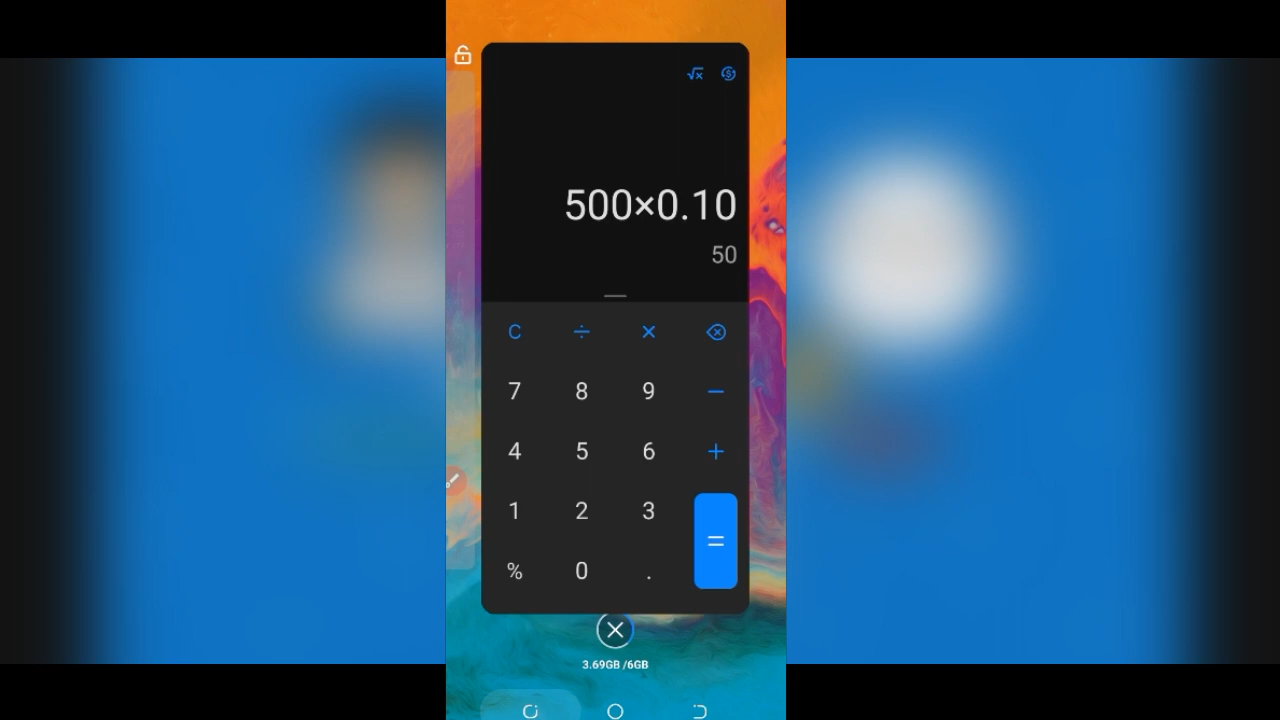 √x
500×0.10
50
C ÷ ×
7 8 9 −
4 5 6 +
1 2 3
% 0 . =
3.69GB /6GB